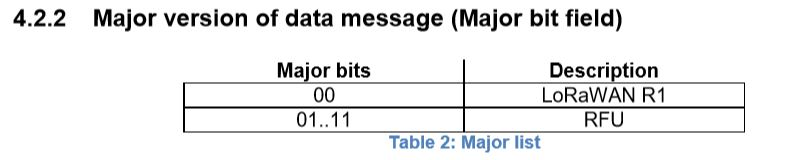 4.2.2 Major version of data message (Major bit field)
Major bits Description
00 LoRaWAN R1
01..11 RFU
Table 2: Major list